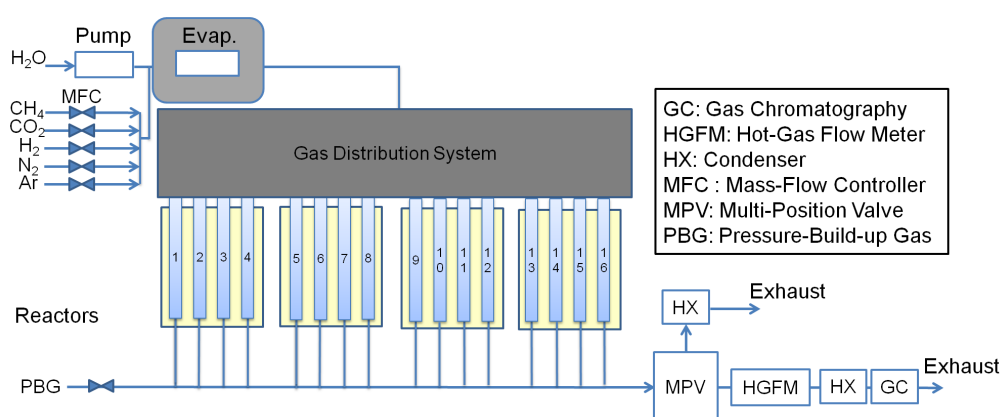 Pump
Evap.
H₂O
MFC
CH₄
CO₂
H₂
N₂
Ar
Gas Distribution System
GC: Gas Chromatography
HGFM: Hot-Gas Flow Meter
HX: Condenser
MFC : Mass-Flow Controller
MPV: Multi-Position Valve
PBG: Pressure-Build-up Gas
1 2 3 4 5 6 7 8 9 10 11 12 13 14 15 16
Reactors
HX
Exhaust
PBG
MPV
HGFM
HX
GC
Exhaust